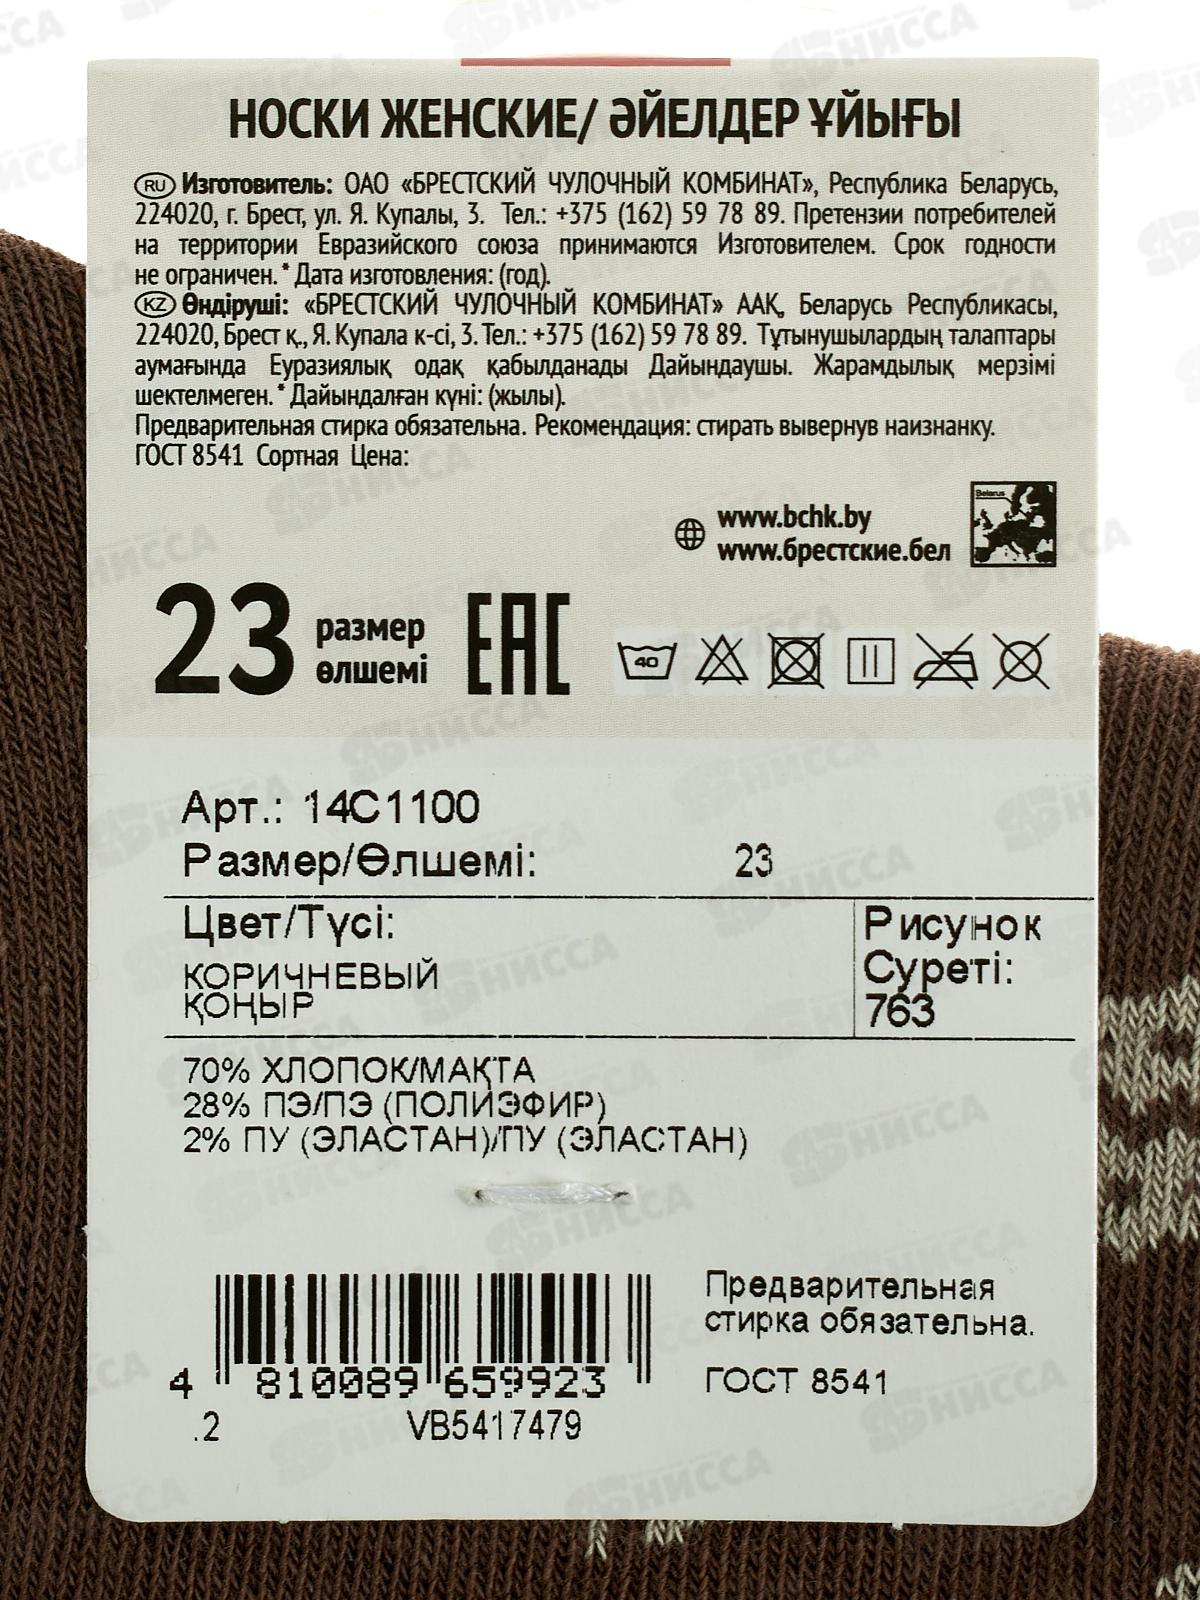 НОСКИ ЖЕНСКИЕ/ ӘЙЕЛДЕР ҰЙЫҒЫ
RU Изготовитель: ОАО «БРЕСТСКИЙ ЧУЛОЧНЫЙ КОМБИНАТ», Республика Беларусь,
224020, г. Брест, ул. Я. Купалы, 3. Тел.: +375 (162) 59 78 89. Претензии потребителей
на территории Евразийского союза принимаются Изготовителем. Срок годности
не ограничен.* Дата изготовления: (год).
KZ Өндіруші: «БРЕСТСКИЙ ЧУЛОЧНЫЙ КОМБИНАТ» ААҚ, Беларусь Республикасы,
224020, Брест қ., Я. Купала к-сі, 3. Тел.: +375 (162) 59 78 89. Тұтынушылардың талаптары
аумағында Еуразиялық одақ қабылданады Дайындаушы. Жарамдылық мерзімі
шектелмеген.* Дайындалған күні: (жылы).
Предварительная стирка обязательна. Рекомендация: стирать вывернув наизнанку.
ГОСТ 8541 Сортная Цена:
Belarus
www.bchk.by
www.брестские.бел
23 размер
өлшемі
EAC
40
Арт.: 14С1100
Размер/Өлшемі: 23
Цвет/Түсі:
КОРИЧНЕВЫЙ
ҚОҢЫР
Рисунок
Суреті:
763
70% ХЛОПОК/МАҚТА
28% ПЭ/ПЭ (ПОЛИЭФИР)
2% ПУ (ЭЛАСТАН)/ПУ (ЭЛАСТАН)
Предварительная
стирка обязательна.
ГОСТ 8541
4 810089 659923
.2 VB5417479